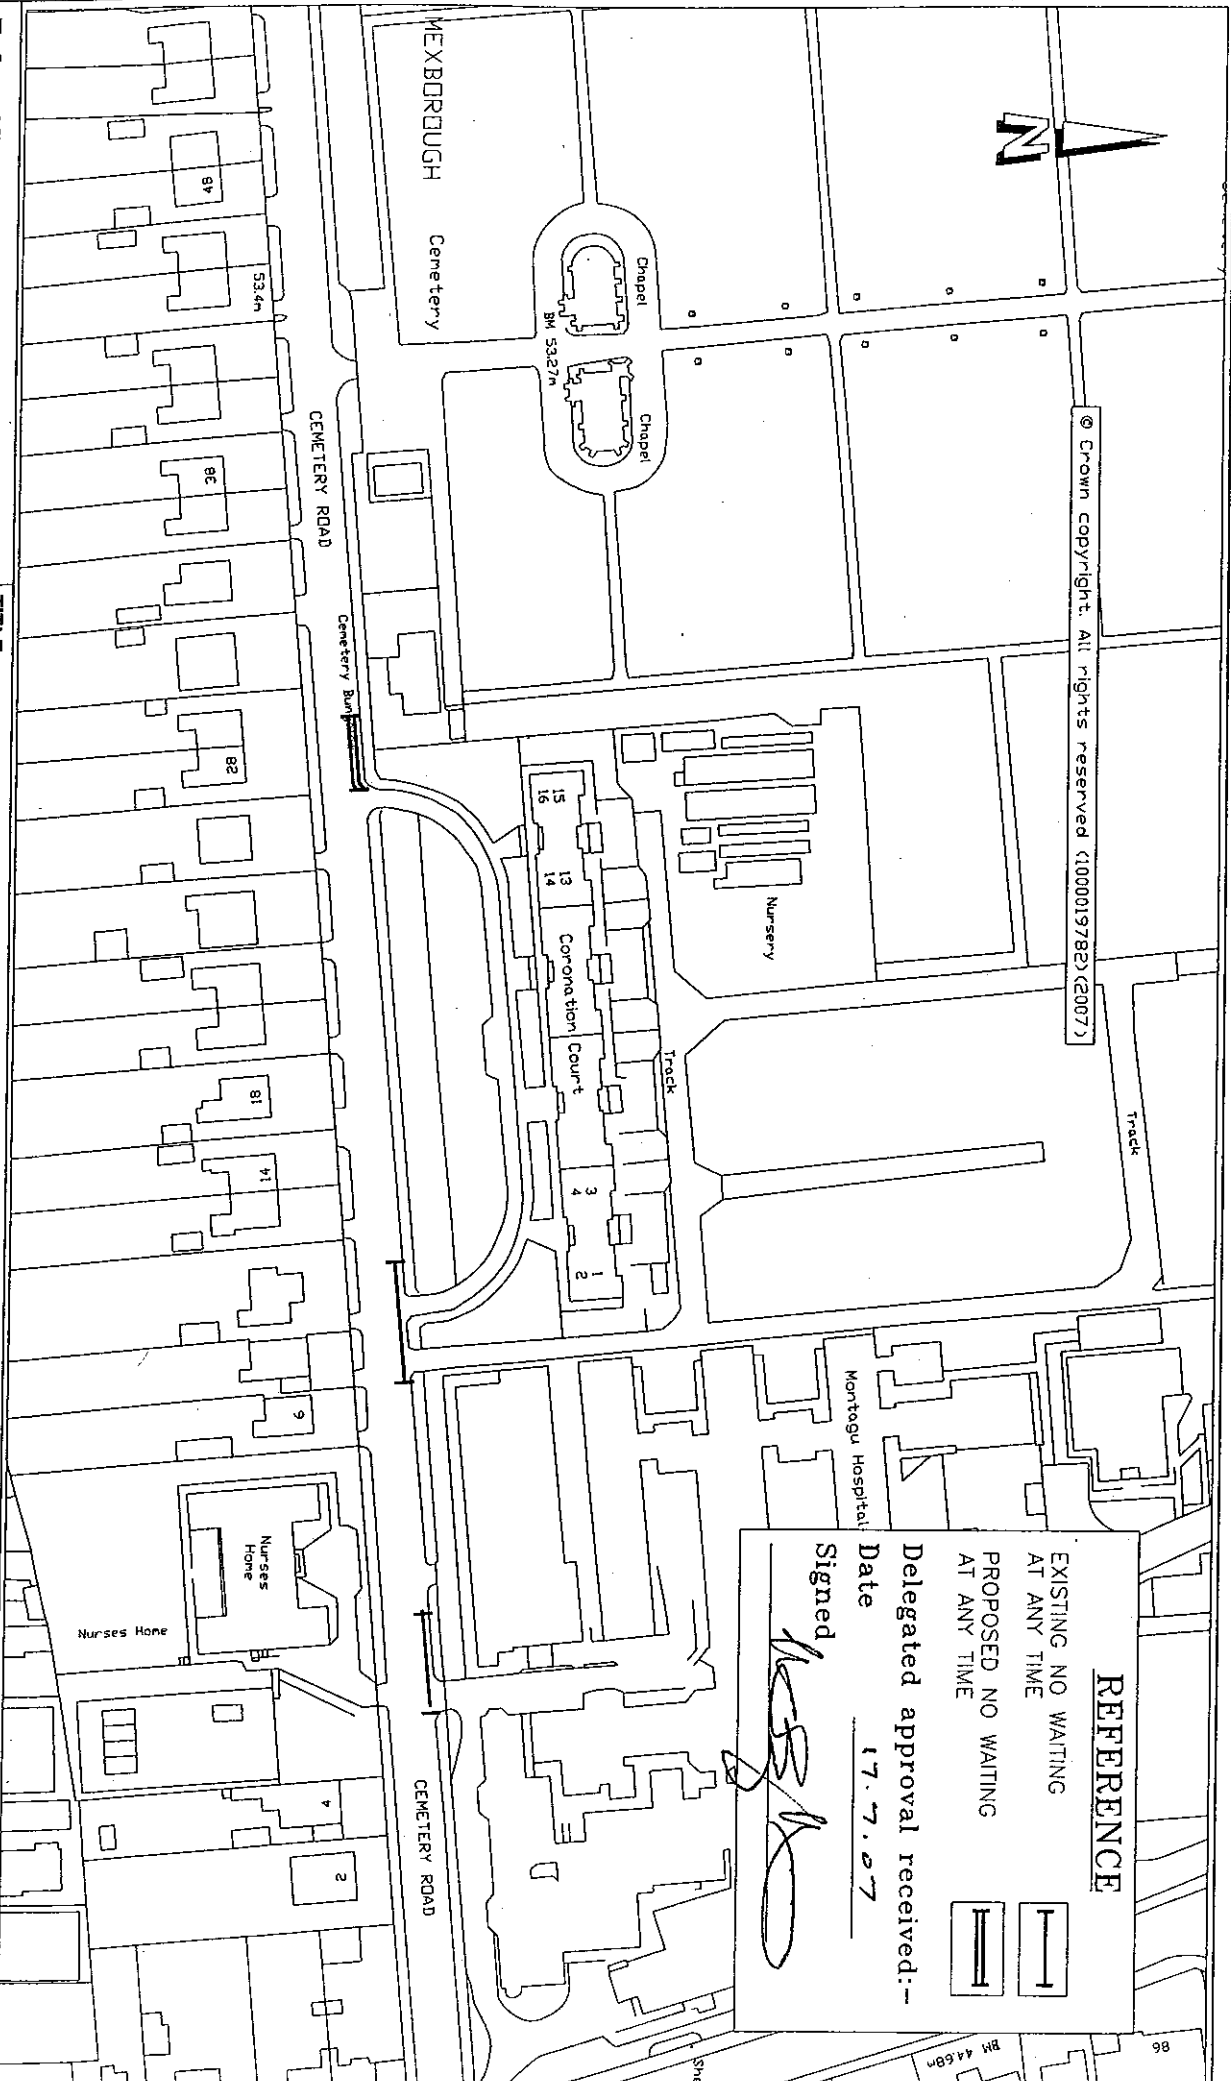 MEXBOROUGH Cemetery
Chapel
Chapel
BM 53.27m
© Crown copyright. All rights reserved (1000019782)(2007)
Nursery
Track
Track
15
16
13
14
Coronation Court
3
4
1
2
Montagu Hospital
CEMETERY ROAD
CEMETERY ROAD
53.4m
48
38
28
18
14
6
4
2
Nurses
Home
Nurses Home
REFERENCE
EXISTING NO WAITING
AT ANY TIME
PROPOSED NO WAITING
AT ANY TIME
Delegated approval received:-
Date 17.7.07
Signed
BM 44.68m
98
N
Cemetery